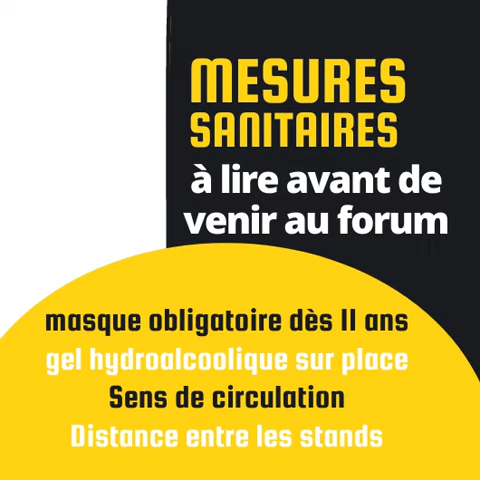 MESURES
SANITAIRES
à lire avant de
venir au forum
masque obligatoire dès 11 ans
gel hydroalcoolique sur place
Sens de circulation
Distance entre les stands